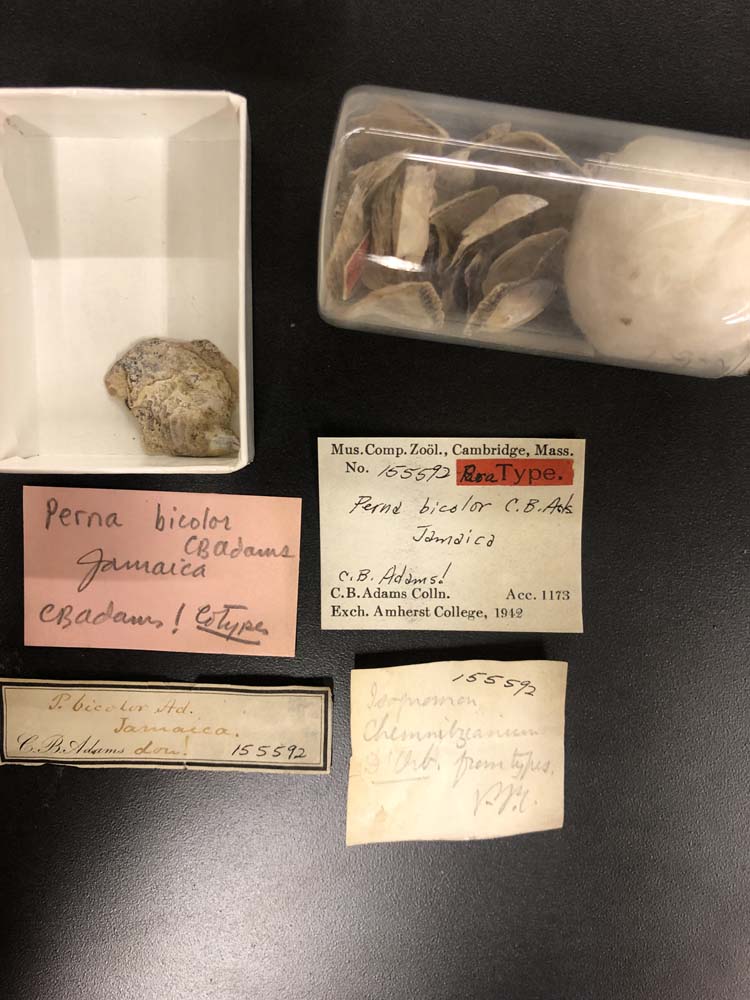 Mus. Comp. Zoöl., Cambridge, Mass.
No. 155592 Para Type.
Perna bicolor C.B. Ads
Jamaica
C.B. Adams!
C.B. Adams Colln. Acc. 1173
Exch. Amherst College, 1942
Perna bicolor
CBAdams
Jamaica
CBAdams! Cotypes
P. bicolor Ad.
Jamaica.
C.B. Adams don! 155592
155592
Isognomon
Chemnitzianum
D'Orb. from types.